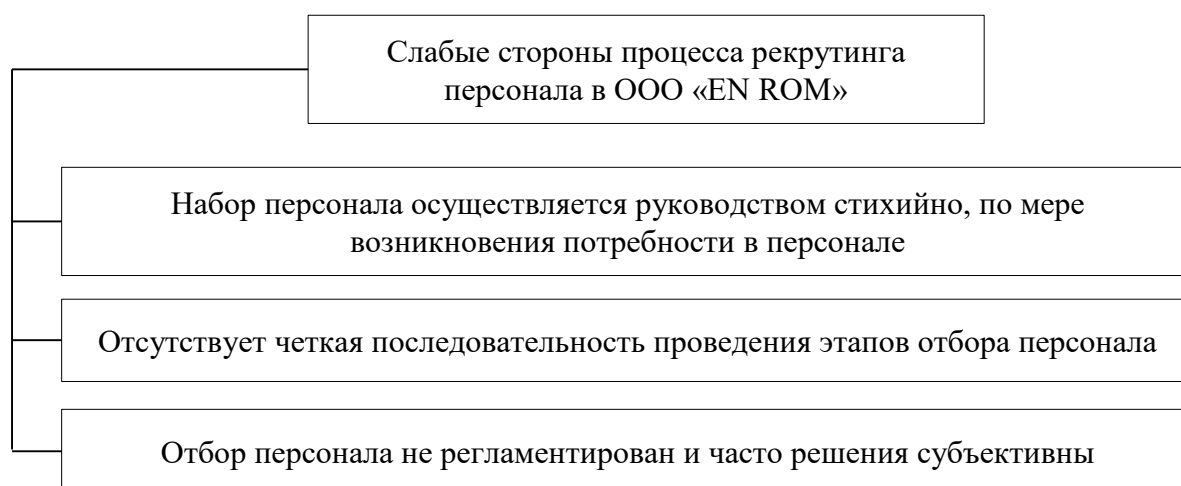 Слабые стороны процесса рекрутинга
персонала в ООО «EN ROM»
Набор персонала осуществляется руководством стихийно, по мере
возникновения потребности в персонале
Отсутствует четкая последовательность проведения этапов отбора персонала
Отбор персонала не регламентирован и часто решения субъективны